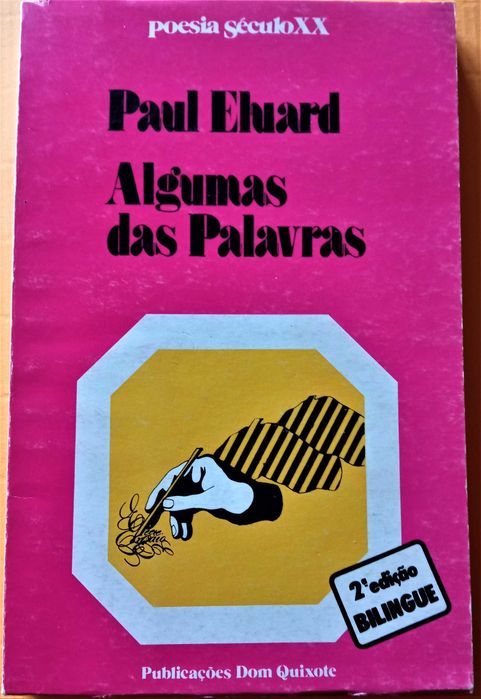 poesia séculoXX
Paul Eluard
Algumas
das Palavras
2ª edição
BILINGUE
Publicações Dom Quixote